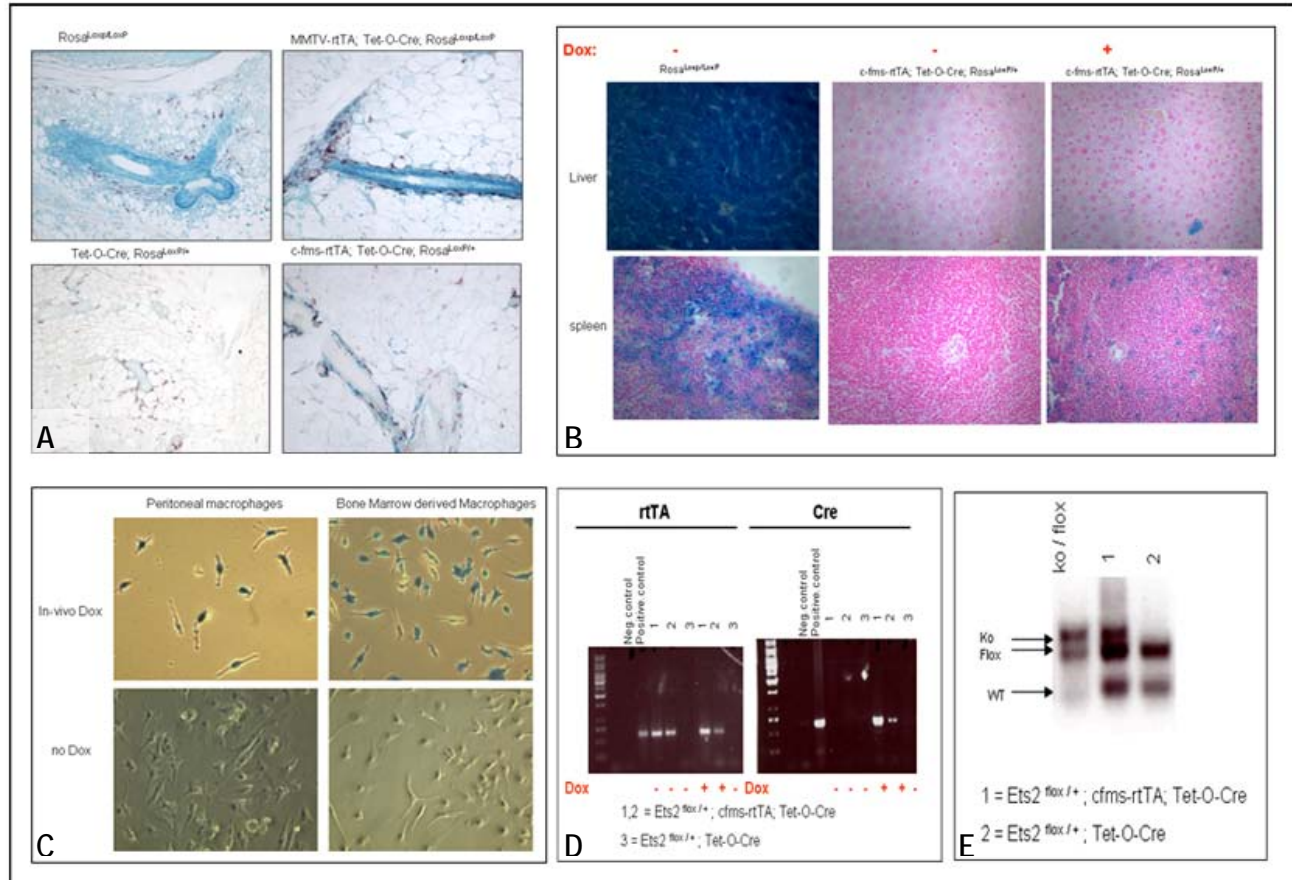 Rosa^Loxp/LoxP
MMTV-rtTA; Tet-O-Cre; Rosa^Loxp/LoxP
Tet-O-Cre; Rosa^LoxP/+
c-fms-rtTA; Tet-O-Cre; Rosa^LoxP/+
A
Dox: - - +
Rosa^Loxp/LoxP
c-fms-rtTA; Tet-O-Cre; Rosa^LoxP/+
c-fms-rtTA; Tet-O-Cre; Rosa^LoxP/+
Liver
spleen
B
Peritoneal macrophages
Bone Marrow derived Macrophages
In-vivo Dox
no Dox
C
rtTA
Cre
Neg. control
Positive control
1 2 3 1 2 3
Neg. control
Positive control
1 2 3 1 2 3
Dox - - - + + - Dox - - - + + -
1,2 = Ets2 flox /+ ; cfms-rtTA; Tet-O-Cre
3 = Ets2 flox /+ ; Tet-O-Cre
D
ko / flox
1
2
Ko
Flox
WT
1 = Ets2 flox /+ ; cfms-rtTA; Tet-O-Cre
2 = Ets2 flox /+ ; Tet-O-Cre
E